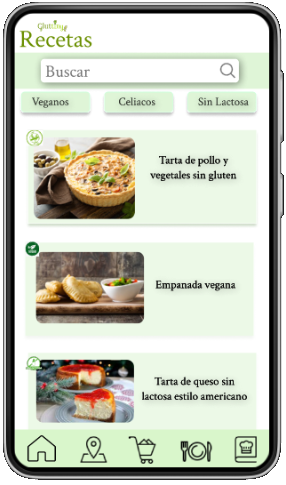 Recetas
Buscar
Veganos
Celiacos
Sin Lactosa
Tarta de pollo y
vegetales sin gluten
Empanada vegana
Tarta de queso sin
lactosa estilo americano